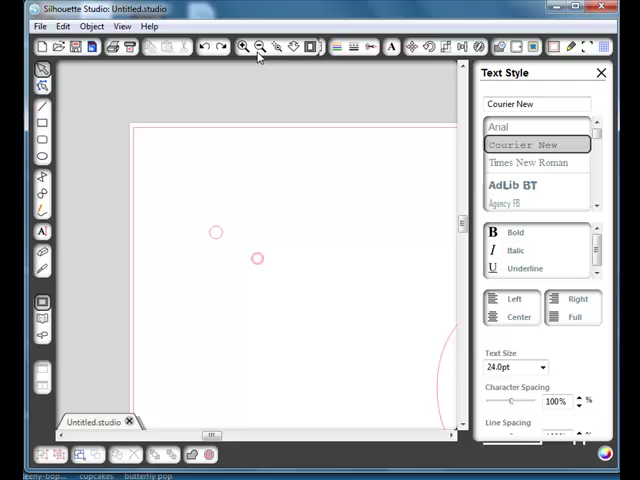 Silhouette Studio: Untitled.studio
File Edit View Panels Object Help
A
Text Style
Courier New
Arial
Courier New
Times New Roman
AdLib BT
Agency FB
B Bold
I Italic
U Underline
Left Right
Center Full
Text Size
24.0pt
Character Spacing
100% %
Line Spacing
Untitled.studio
cupcakes butterfly pop